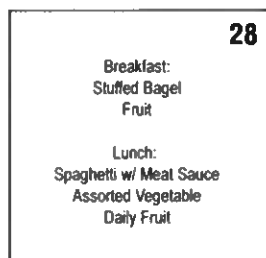 28
Breakfast:
Stuffed Bagel
Fruit
Lunch:
Spaghetti w/ Meat Sauce
Assorted Vegetable
Daily Fruit